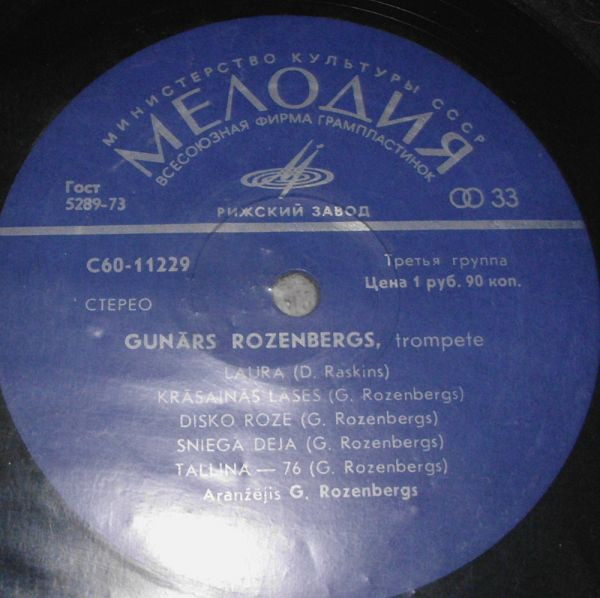 МИНИСТЕРСТВО КУЛЬТУРЫ СССР
МЕЛОДИЯ
ВСЕСОЮЗНАЯ ФИРМА ГРАМПЛАСТИНОК
Гост
5289-73
33
РИЖСКИЙ ЗАВОД
С60-11229
Третья группа
Цена 1 руб. 90 коп.
СТЕРЕО
GUNĀRS ROZENBERGS, trompete
LAURA (D. Raskins)
KRĀSAINĀS LĀSES (G. Rozenbergs)
DISKO ROZE (G. Rozenbergs)
SNIEGA DEJA (G. Rozenbergs)
TALLINA — 76 (G. Rozenbergs)
Aranžējis G. Rozenbergs